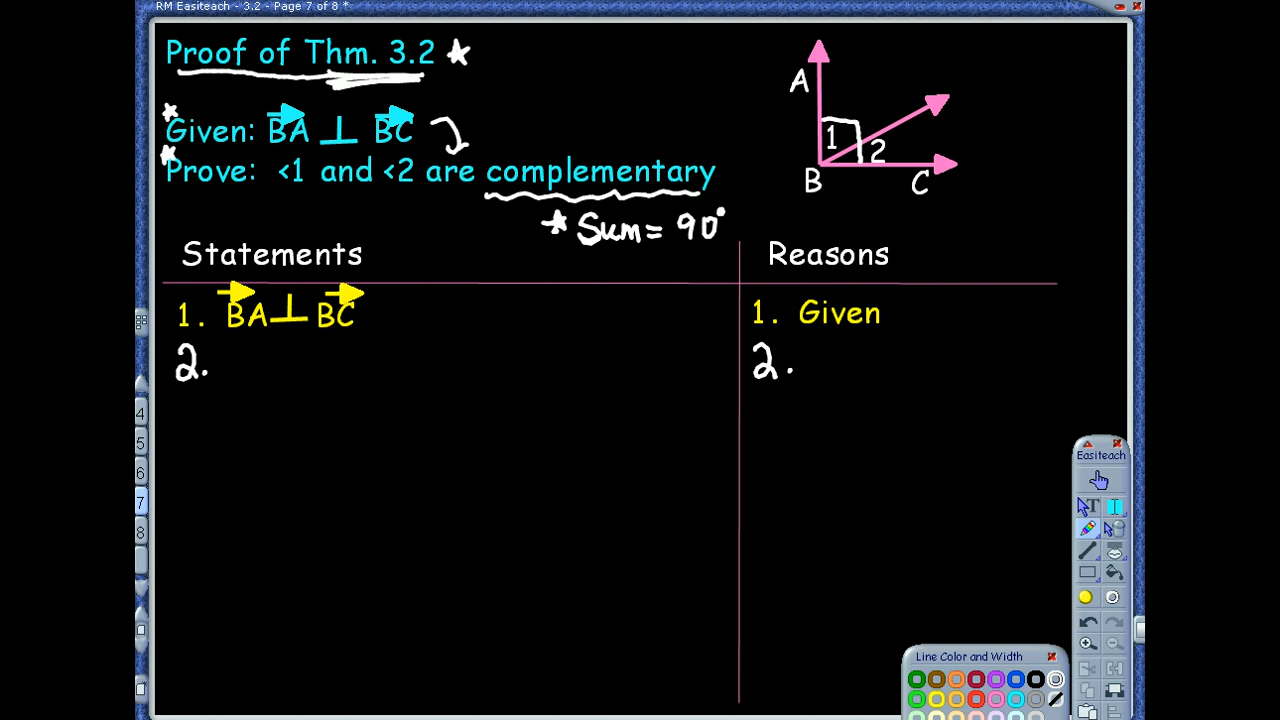 RM Easiteach - 3.2 - Page 7 of 8 *
Proof of Thm. 3.2 ★
A
* Given: BA ⊥ BC
1
2
* Prove: <1 and <2 are complementary
B
C
* Sum = 90°
Statements
Reasons
1. BA ⊥ BC
1. Given
2.
2.
4
5
6
7
8
Easiteach
T
Line Color and Width